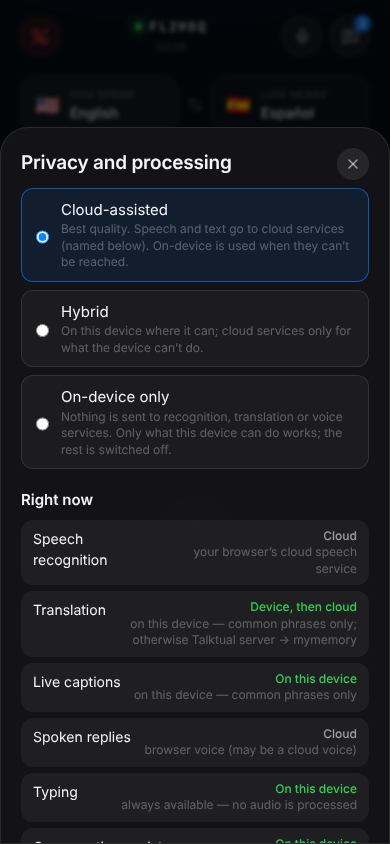 FLZH0Q
English
Español
Privacy and processing
Cloud-assisted
Best quality. Speech and text go to cloud services
(named below). On-device is used when they can't
be reached.
Hybrid
On this device where it can; cloud services only for
what the device can't do.
On-device only
Nothing is sent to recognition, translation or voice
services. Only what this device can do works; the
rest is switched off.
Right now
Speech
recognition
Cloud
your browser's cloud speech
service
Translation
Device, then cloud
on this device — common phrases only;
otherwise Talktual server → mymemory
Live captions
On this device
on this device — common phrases only
Spoken replies
Cloud
browser voice (may be a cloud voice)
Typing
On this device
always available — no audio is processed
On this device